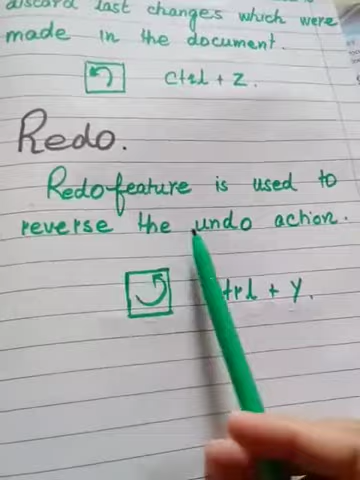 discard last changes which were
made in the document.
Ctrl + Z.
Redo.
Redo feature is used to
reverse the undo action.
trl + Y.